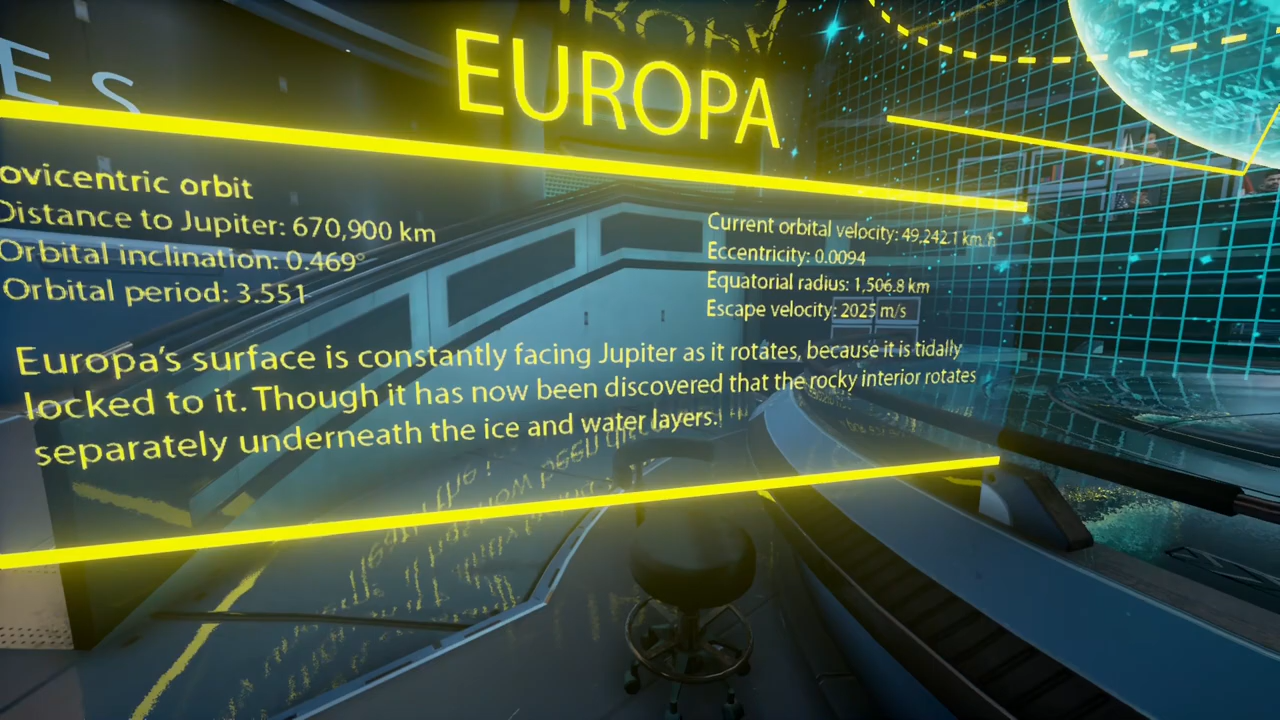 E S
EUROPA
ovicentric orbit
Distance to Jupiter: 670,900 km
Orbital inclination: 0.469°
Orbital period: 3.551
Current orbital velocity: 49,242.1 km/h
Eccentricity: 0.0094
Equatorial radius: 1,506.8 km
Escape velocity: 2025 m/s
Europa's surface is constantly facing Jupiter as it rotates, because it is tidally
locked to it. Though it has now been discovered that the rocky interior rotates
separately underneath the ice and water layers.